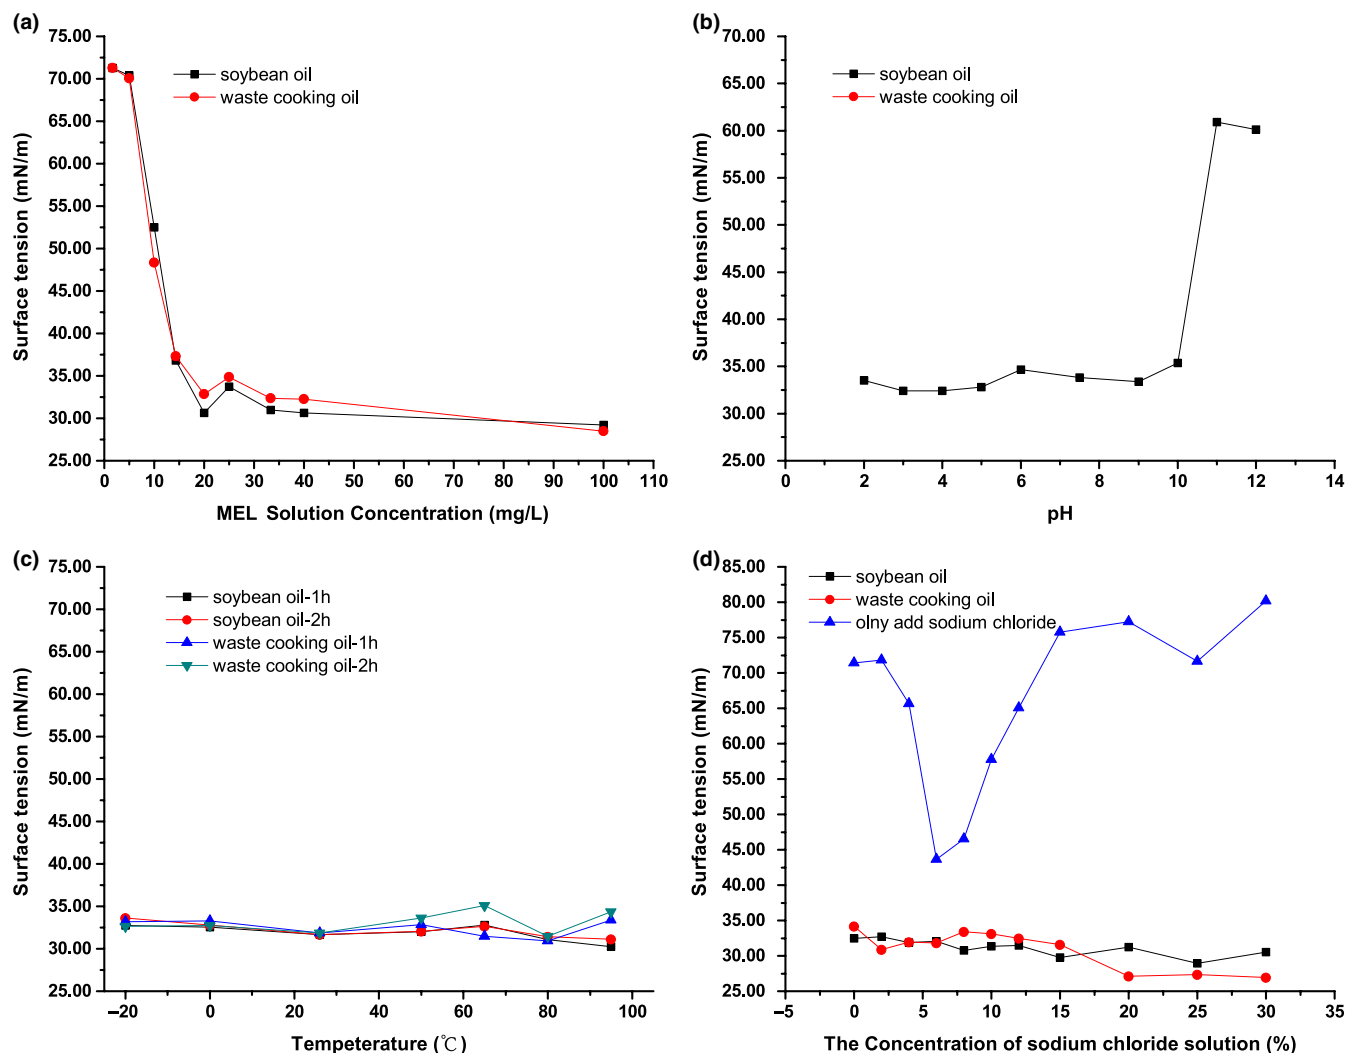 (a)
75.00
70.00
65.00
60.00
55.00
50.00
45.00
40.00
35.00
30.00
25.00
Surface tension (mN/m)
soybean oil
waste cooking oil
0 10 20 30 40 50 60 70 80 90 100 110
MEL Solution Concentration (mg/L)
(b)
70.00
65.00
60.00
55.00
50.00
45.00
40.00
35.00
30.00
25.00
Surface tension (mN/m)
soybean oil
waste cooking oil
0 2 4 6 8 10 12 14
pH
(c)
75.00
70.00
65.00
60.00
55.00
50.00
45.00
40.00
35.00
30.00
25.00
Surface tension (mN/m)
soybean oil-1h
soybean oil-2h
waste cooking oil-1h
waste cooking oil-2h
−20 0 20 40 60 80 100
Tempeterature (℃)
(d)
85.00
80.00
75.00
70.00
65.00
60.00
55.00
50.00
45.00
40.00
35.00
30.00
25.00
Surface tension (mN/m)
soybean oil
waste cooking oil
olny add sodium chloride
−5 0 5 10 15 20 25 30 35
The Concentration of sodium chloride solution (%)